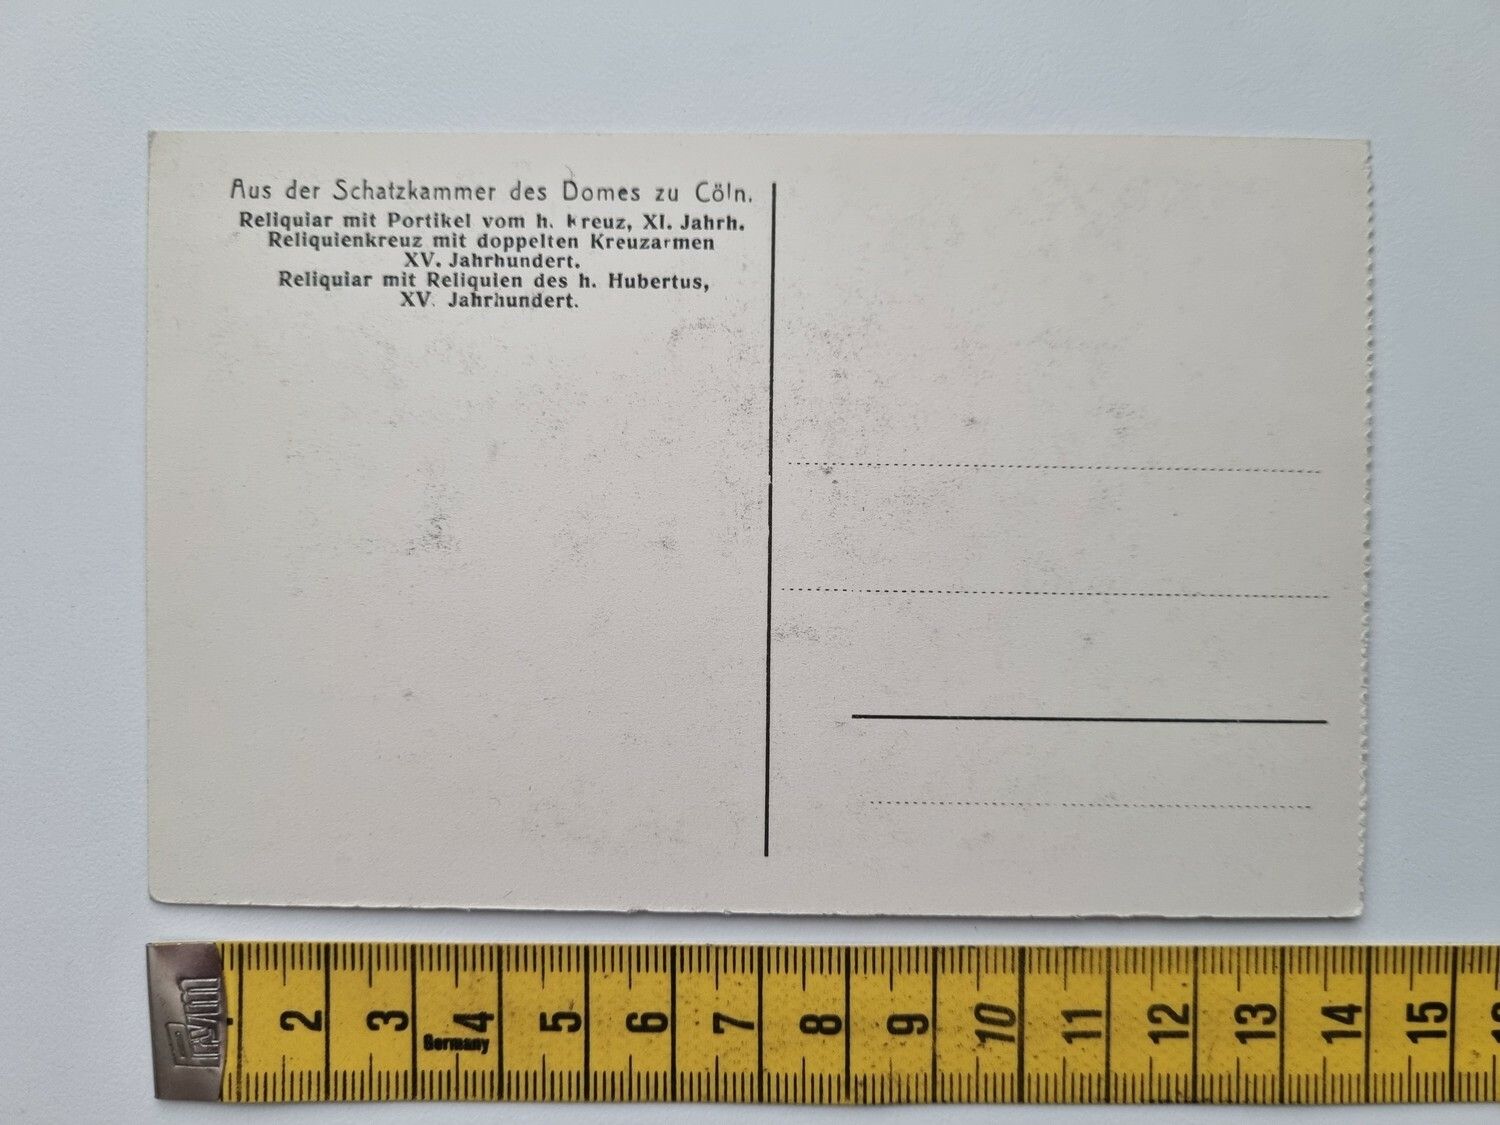 Aus der Schatzkammer des Domes zu Cöln.
Reliquiar mit Portikel vom h. Kreuz, XI. Jahrh.
Reliquienkreuz mit doppelten Kreuzarmen
XV. Jahrhundert.
Reliquiar mit Reliquien des h. Hubertus,
XV. Jahrhundert.
Prym
2 3 4 5 6 7 8 9 10 11 12 13 14 15
Germany